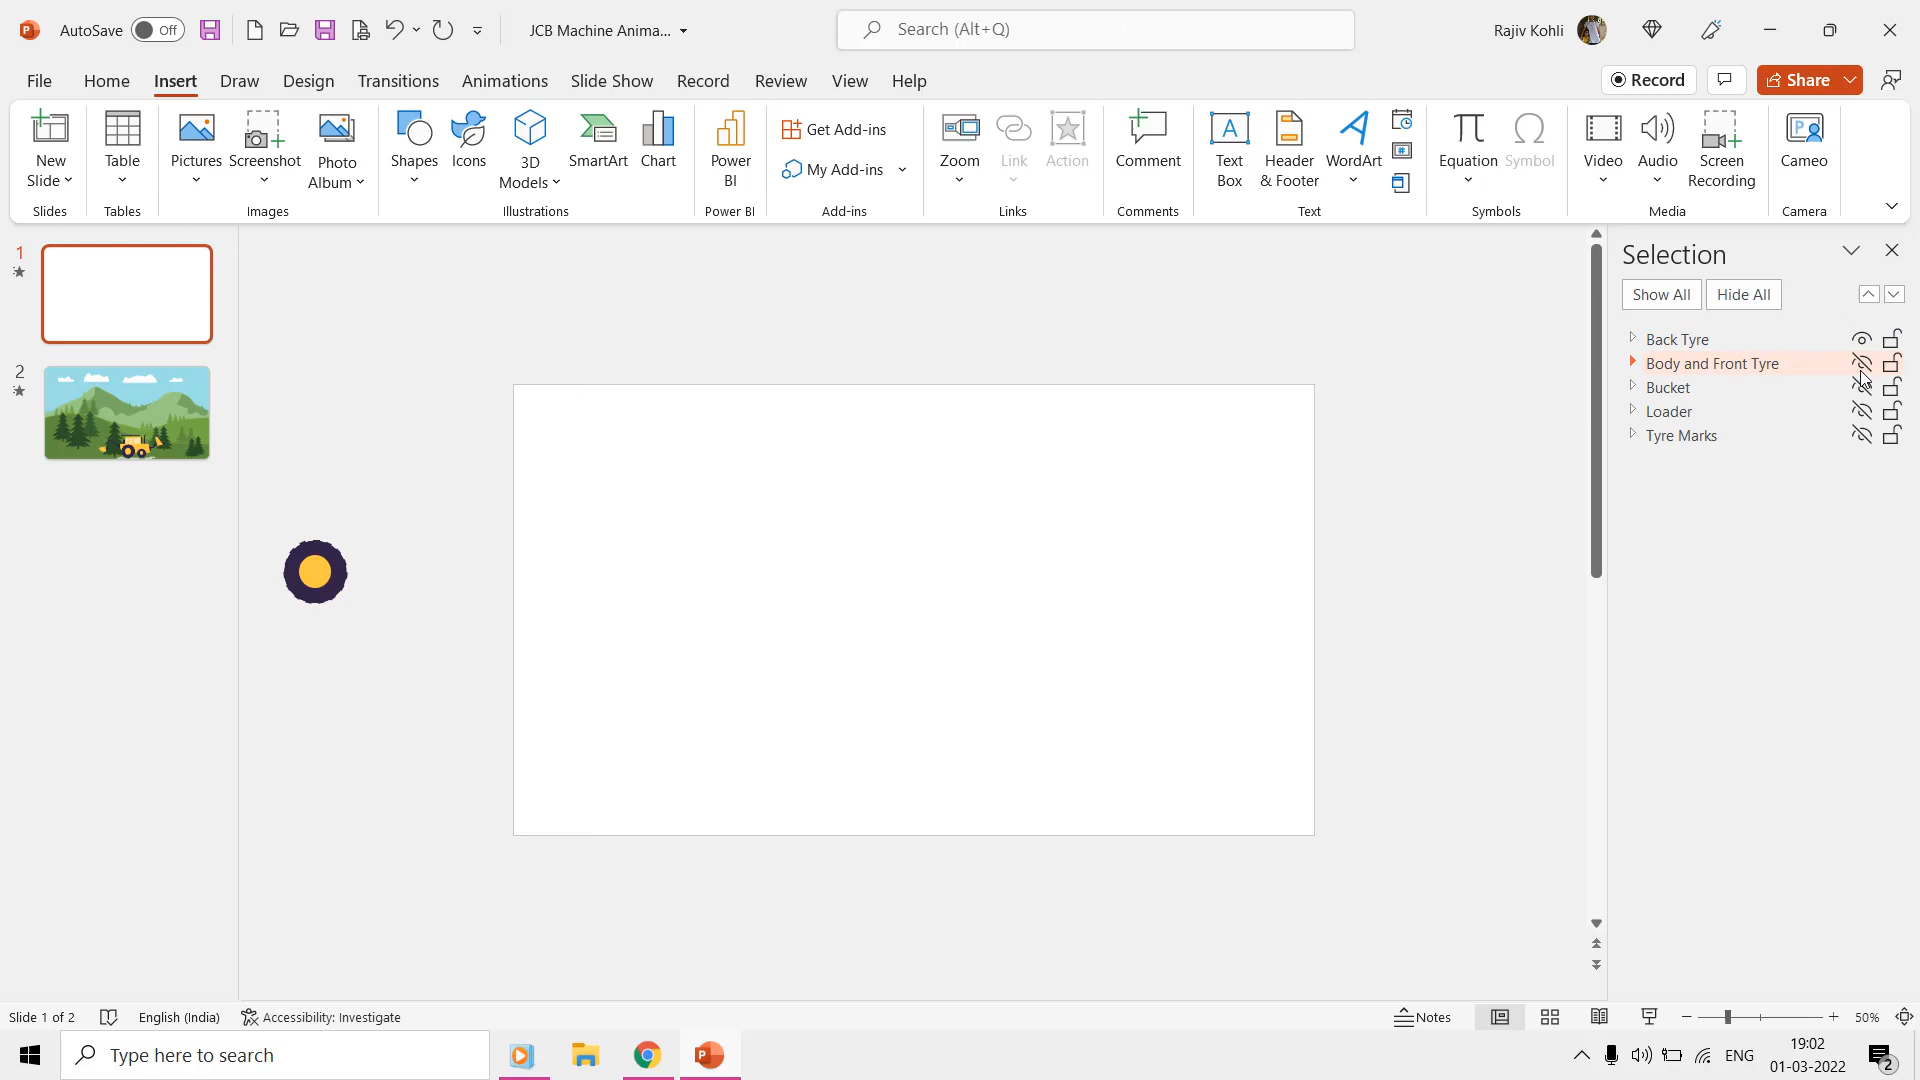 AutoSave Off JCB Machine Anima... Search (Alt+Q) Rajiv Kohli
File Home Insert Draw Design Transitions Animations Slide Show Record Review View Help Record Share
New Slide
Table
Pictures
Screenshot
Photo Album
Shapes
Icons
3D Models
SmartArt
Chart
Power BI
Get Add-ins
My Add-ins
Zoom
Link
Action
Comment
Text Box
Header & Footer
WordArt
Equation
Symbol
Video
Audio
Screen Recording
Cameo
Slides Tables Images Illustrations Power BI Add-ins Links Comments Text Symbols Media Camera
1
2
Selection
Show All Hide All
Back Tyre
Body and Front Tyre
Bucket
Loader
Tyre Marks
Slide 1 of 2 English (India) Accessibility: Investigate Notes 50%
Type here to search
ENG
19:02
01-03-2022
2